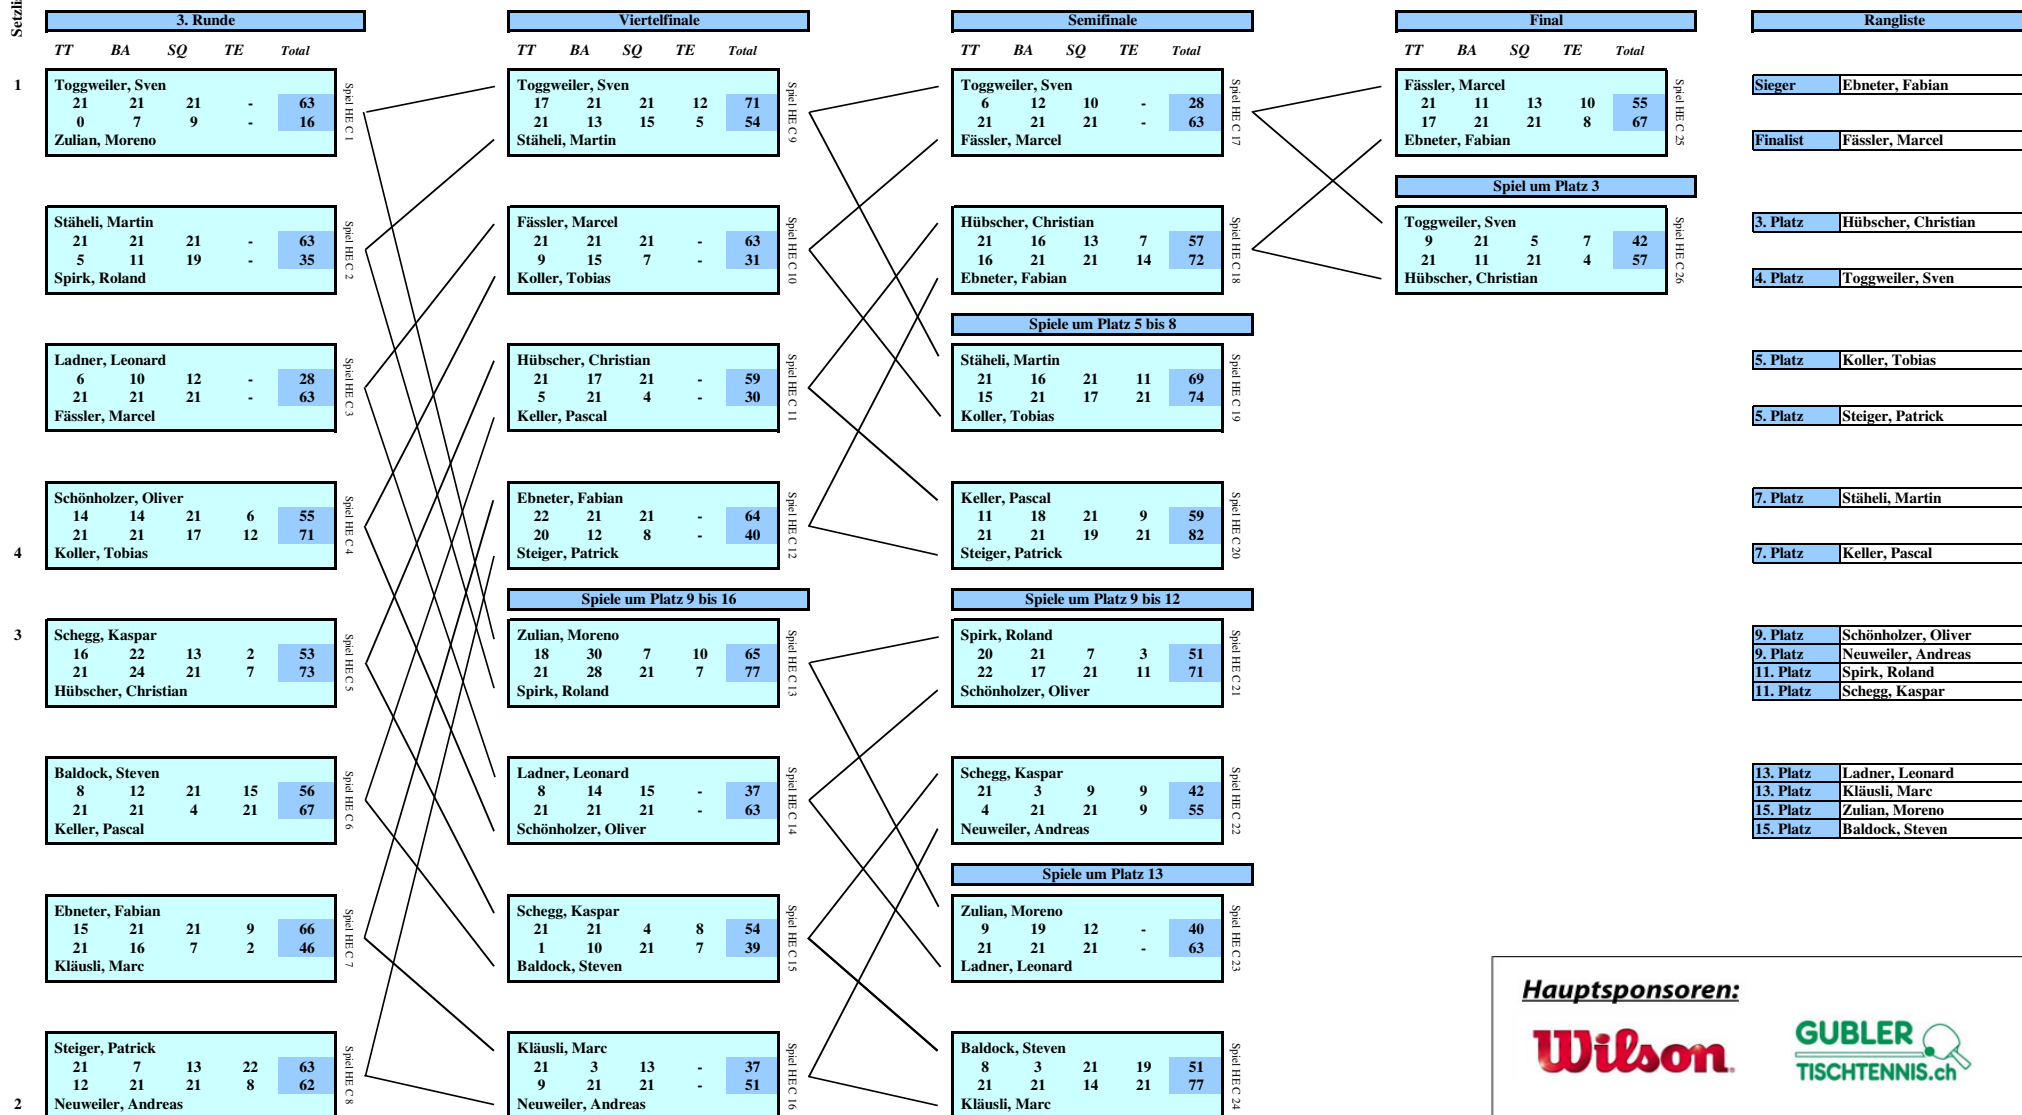 Setzli
3. Runde
TT BA SQ TE Total
1
Toggweiler, Sven
21 21 21 - 63
0 7 9 - 16
Zulian, Moreno
Spiel HE C 1
Stäheli, Martin
21 21 21 - 63
5 11 19 - 35
Spirk, Roland
Spiel HE C 2
Ladner, Leonard
6 10 12 - 28
21 21 21 - 63
Fässler, Marcel
Spiel HE C 3
Schönholzer, Oliver
14 14 21 6 55
21 21 17 12 71
4 Koller, Tobias
Spiel HE C 4
3 Schegg, Kaspar
16 22 13 2 53
21 24 21 7 73
Hübscher, Christian
Spiel HE C 5
Baldock, Steven
8 12 21 15 56
21 21 4 21 67
Keller, Pascal
Spiel HE C 6
Ebneter, Fabian
15 21 21 9 66
21 16 7 2 46
Kläusli, Marc
Spiel HE C 7
Steiger, Patrick
21 7 13 22 63
12 21 21 8 62
2 Neuweiler, Andreas
Spiel HE C 8
Viertelfinale
TT BA SQ TE Total
Toggweiler, Sven
17 21 21 12 71
21 13 15 5 54
Stäheli, Martin
Spiel HE C 9
Fässler, Marcel
21 21 21 - 63
9 15 7 - 31
Koller, Tobias
Spiel HE C 10
Hübscher, Christian
21 17 21 - 59
5 21 4 - 30
Keller, Pascal
Spiel HE C 11
Ebneter, Fabian
22 21 21 - 64
20 12 8 - 40
Steiger, Patrick
Spiel HE C 12
Spiele um Platz 9 bis 16
Zulian, Moreno
18 30 7 10 65
21 28 21 7 77
Spirk, Roland
Spiel HE C 13
Ladner, Leonard
8 14 15 - 37
21 21 21 - 63
Schönholzer, Oliver
Spiel HE C 14
Schegg, Kaspar
21 21 4 8 54
1 10 21 7 39
Baldock, Steven
Spiel HE C 15
Kläusli, Marc
21 3 13 - 37
9 21 21 - 51
Neuweiler, Andreas
Spiel HE C 16
Semifinale
TT BA SQ TE Total
Toggweiler, Sven
6 12 10 - 28
21 21 21 - 63
Fässler, Marcel
Spiel HE C 17
Hübscher, Christian
21 16 13 7 57
16 21 21 14 72
Ebneter, Fabian
Spiel HE C 18
Spiele um Platz 5 bis 8
Stäheli, Martin
21 16 21 11 69
15 21 17 21 74
Koller, Tobias
Spiel HE C 19
Keller, Pascal
11 18 21 9 59
21 21 19 21 82
Steiger, Patrick
Spiel HE C 20
Spiele um Platz 9 bis 12
Spirk, Roland
20 21 7 3 51
22 17 21 11 71
Schönholzer, Oliver
Spiel HE C 21
Schegg, Kaspar
21 3 9 9 42
4 21 21 9 55
Neuweiler, Andreas
Spiel HE C 22
Spiele um Platz 13
Zulian, Moreno
9 19 12 - 40
21 21 21 - 63
Ladner, Leonard
Spiel HE C 23
Baldock, Steven
8 3 21 19 51
21 21 14 21 77
Kläusli, Marc
Spiel HE C 24
Final
TT BA SQ TE Total
Fässler, Marcel
21 11 13 10 55
17 21 21 8 67
Ebneter, Fabian
Spiel HE C 25
Spiel um Platz 3
Toggweiler, Sven
9 21 5 7 42
21 11 21 4 57
Hübscher, Christian
Spiel HE C 26
Rangliste
Sieger Ebneter, Fabian
Finalist Fässler, Marcel
3. Platz Hübscher, Christian
4. Platz Toggweiler, Sven
5. Platz Koller, Tobias
5. Platz Steiger, Patrick
7. Platz Stäheli, Martin
7. Platz Keller, Pascal
9. Platz Schönholzer, Oliver
9. Platz Neuweiler, Andreas
11. Platz Spirk, Roland
11. Platz Schegg, Kaspar
13. Platz Ladner, Leonard
13. Platz Kläusli, Marc
15. Platz Zulian, Moreno
15. Platz Baldock, Steven
Hauptsponsoren:
Wilson.
GUBLER
TISCHTENNIS.ch